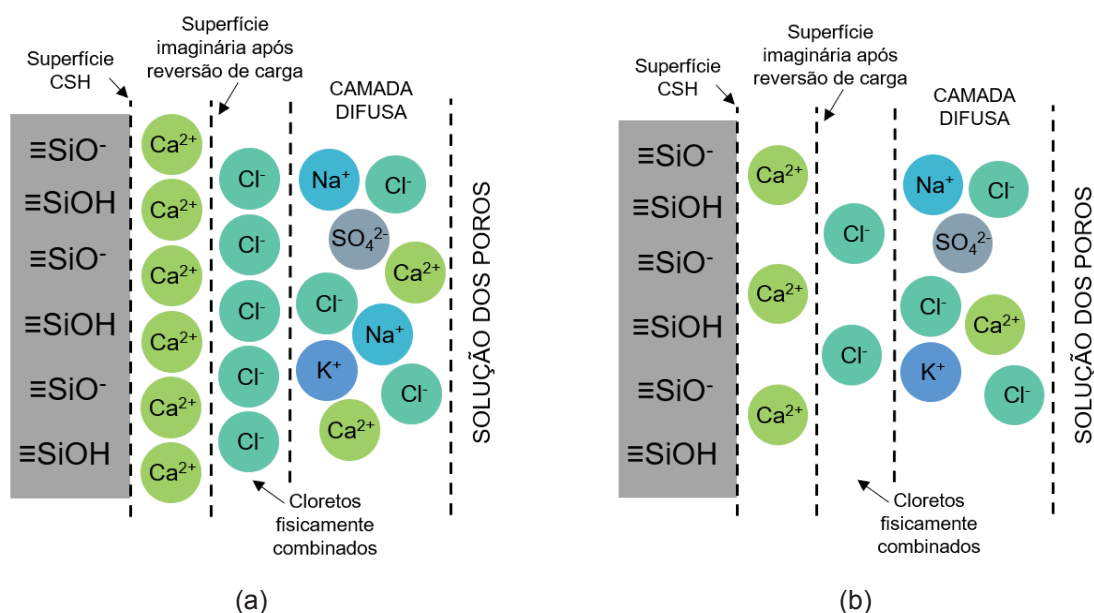 Superfície
imaginária após
reversão de carga
Superfície
CSH
CAMADA
DIFUSA
≡SiO⁻
≡SiOH
≡SiO⁻
≡SiOH
≡SiO⁻
≡SiOH
Ca²⁺
Ca²⁺
Ca²⁺
Ca²⁺
Ca²⁺
Ca²⁺
Cl⁻
Cl⁻
Cl⁻
Cl⁻
Cl⁻
Na⁺
Cl⁻
SO₄²⁻
Ca²⁺
Cl⁻
Na⁺
K⁺
Cl⁻
Ca²⁺
SOLUÇÃO DOS POROS
Cloretos
fisicamente
combinados
(a)
Superfície
imaginária após
reversão de carga
Superfície
CSH
CAMADA
DIFUSA
≡SiO⁻
≡SiOH
≡SiO⁻
≡SiOH
≡SiO⁻
≡SiOH
Ca²⁺
Ca²⁺
Ca²⁺
Cl⁻
Cl⁻
Na⁺
Cl⁻
SO₄²⁻
Cl⁻
Ca²⁺
K⁺
Cl⁻
SOLUÇÃO DOS POROS
Cloretos
fisicamente
combinados
(b)